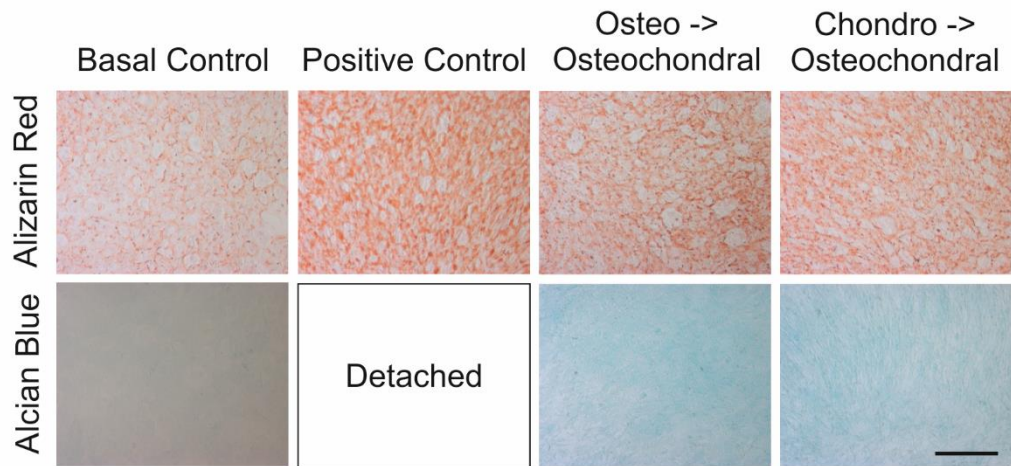 Basal Control
Positive Control
Osteo ->
Osteochondral
Chondro ->
Osteochondral
Alizarin Red
Alcian Blue
Detached